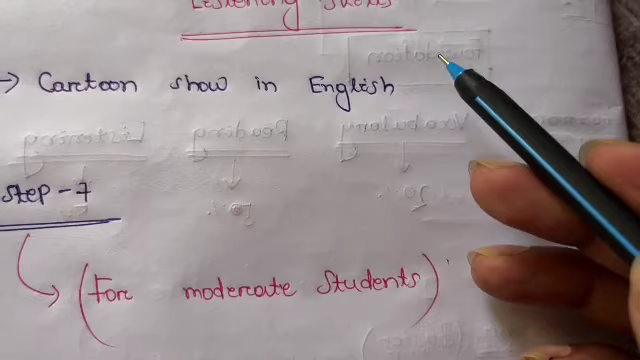 Listening Skills
→ Cartoon show in English
Step-7
(For moderate Students)